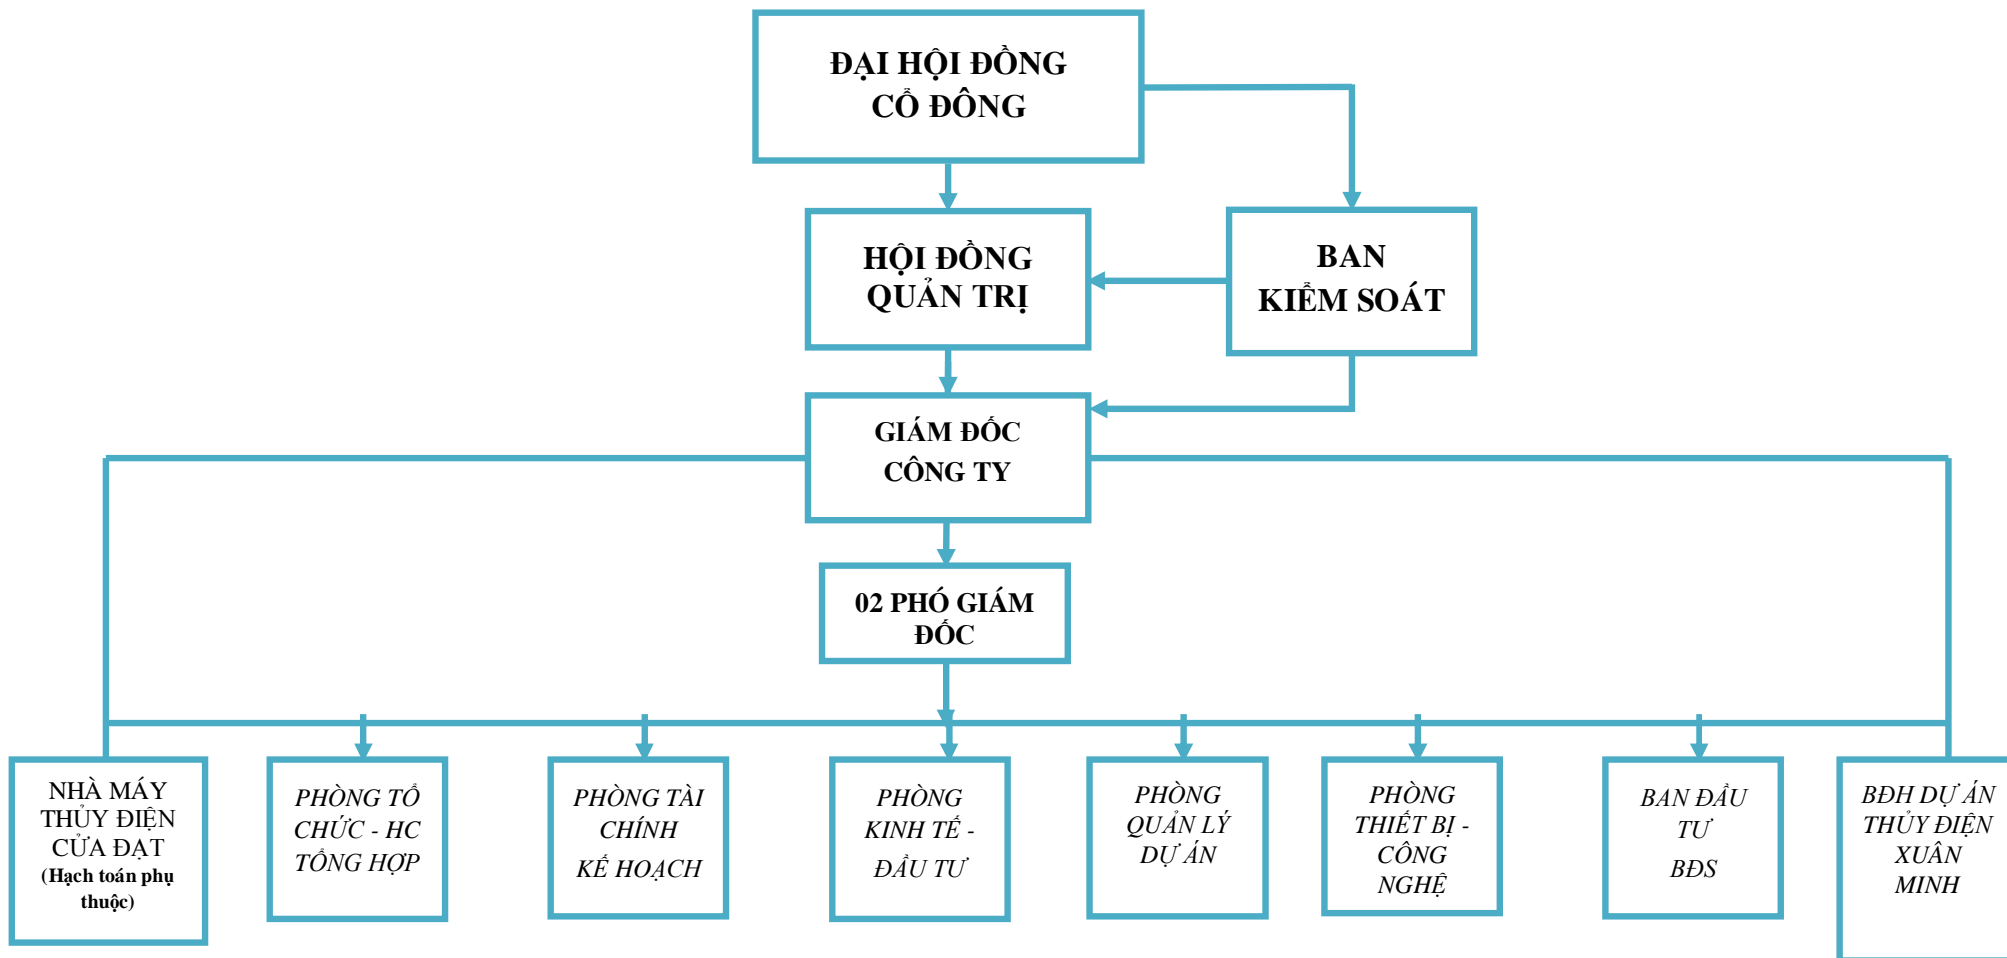 ĐẠI HỘI ĐỒNG
CỔ ĐÔNG
HỘI ĐỒNG
QUẢN TRỊ
BAN
KIỂM SOÁT
GIÁM ĐỐC
CÔNG TY
02 PHÓ GIÁM
ĐỐC
NHÀ MÁY
THỦY ĐIỆN
CỬA ĐẠT
(Hạch toán phụ
thuộc)
PHÒNG TỔ
CHỨC - HC
TỔNG HỢP
PHÒNG TÀI
CHÍNH
KẾ HOẠCH
PHÒNG
KINH TẾ -
ĐẦU TƯ
PHÒNG
QUẢN LÝ
DỰ ÁN
PHÒNG
THIẾT BỊ -
CÔNG
NGHỆ
BAN ĐẦU
TƯ
BĐS
BĐH DỰ ÁN
THỦY ĐIỆN
XUÂN
MINH